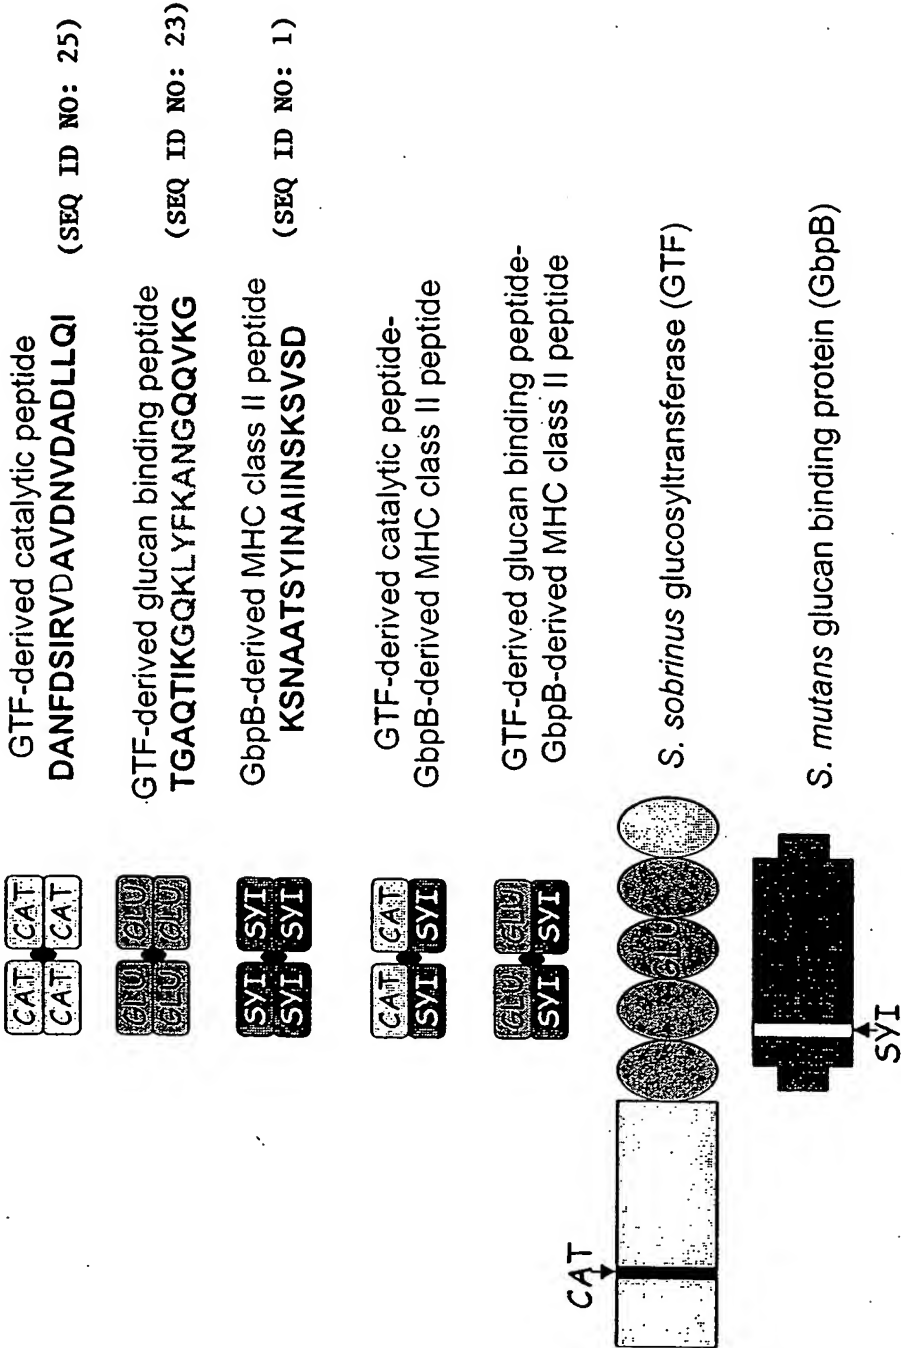 CAT CAT
CAT CAT
GTF-derived catalytic peptide
DANFDSIRVDAVDNVDADLLQI (SEQ ID NO: 25)
GLU GLU
GLU GLU
GTF-derived glucan binding peptide
TGAQTIKGQKLYFKANGQQVKG (SEQ ID NO: 23)
SYI SYI
SYI SYI
GbpB-derived MHC class II peptide
KSNAATSYINAIINSKSVSD (SEQ ID NO: 1)
CAT CAT
SYI SYI
GTF-derived catalytic peptide-
GbpB-derived MHC class II peptide
GLU GLU
SYI SYI
GTF-derived glucan binding peptide-
GbpB-derived MHC class II peptide
CAT
GLU
S. sobrinus glucosyltransferase (GTF)
SYI
S. mutans glucan binding protein (GbpB)